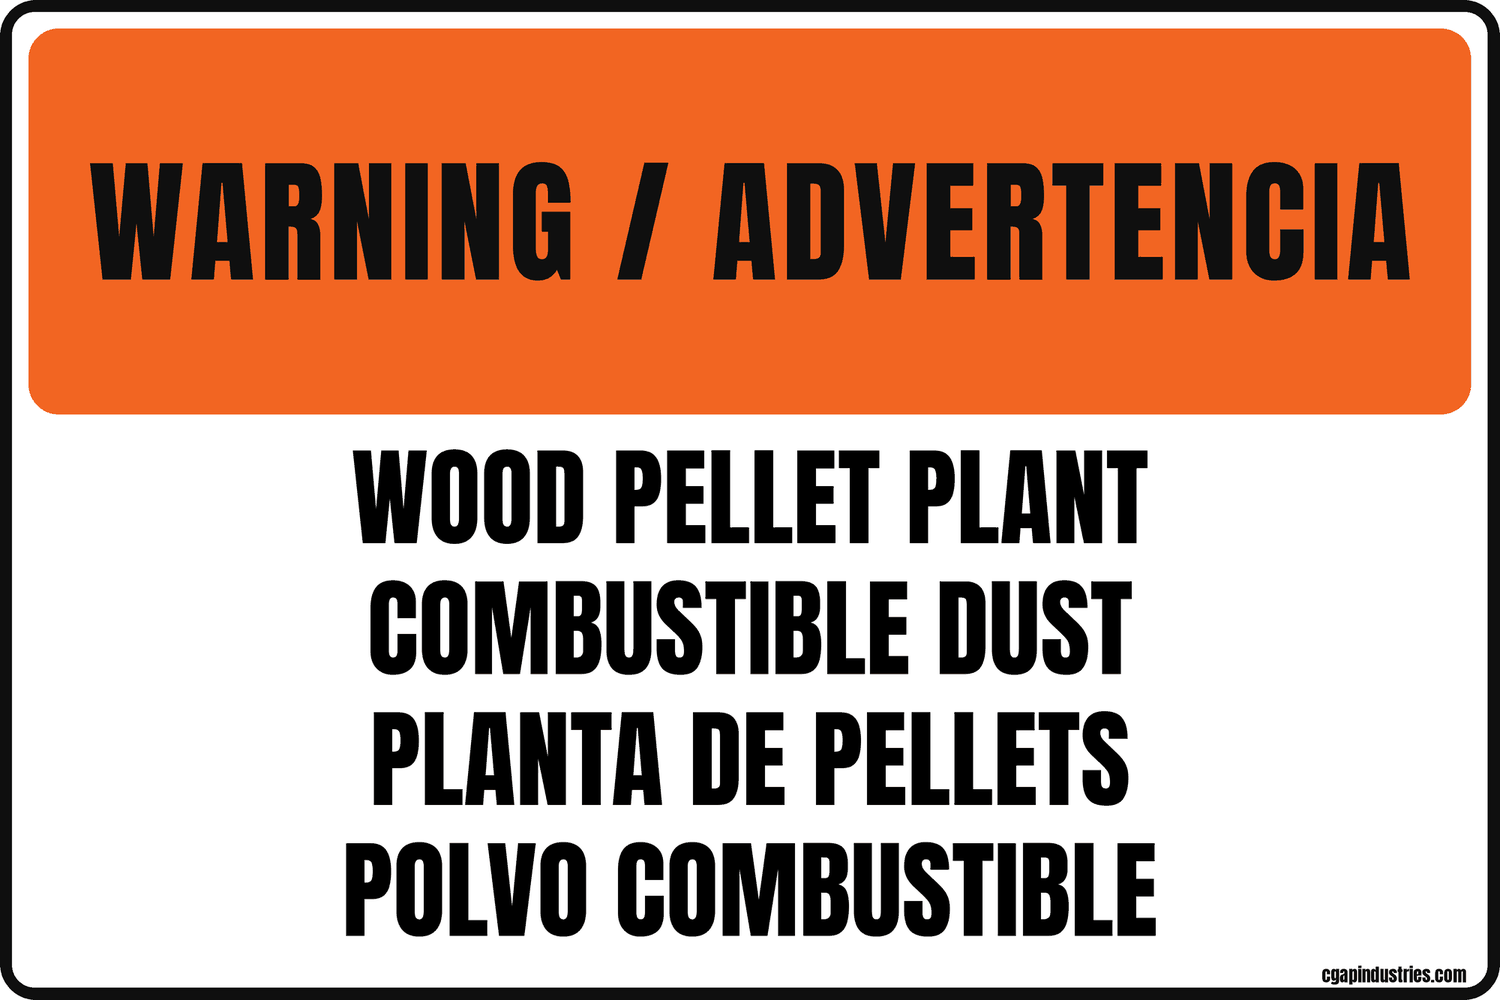 WARNING / ADVERTENCIA
WOOD PELLET PLANT
COMBUSTIBLE DUST
PLANTA DE PELLETS
POLVO COMBUSTIBLE
cgapindustries.com